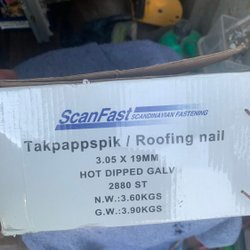 ScanFast SCANDINAVIAN FASTENING
Takpappspik / Roofing nail
3.05 X 19MM
HOT DIPPED GALV
2880 ST
N.W.:3.60KGS
G.W.:3.90KGS